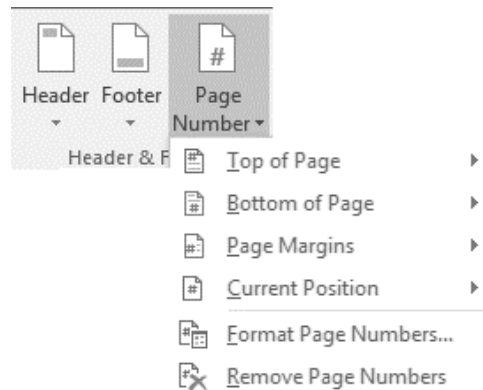 Header Footer Page
Number
Header & F
Top of Page
Bottom of Page
Page Margins
Current Position
Format Page Numbers...
Remove Page Numbers